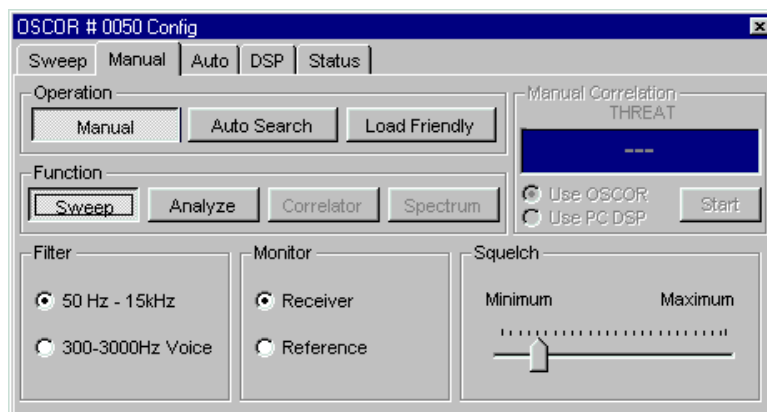 OSCOR # 0050 Config
Sweep Manual Auto DSP Status
Operation
Manual Auto Search Load Friendly
Manual Correlation
THREAT
---
Use OSCOR
Use PC DSP
Start
Function
Sweep Analyze Correlator Spectrum
Filter
50 Hz - 15kHz
300-3000Hz Voice
Monitor
Receiver
Reference
Squelch
Minimum Maximum